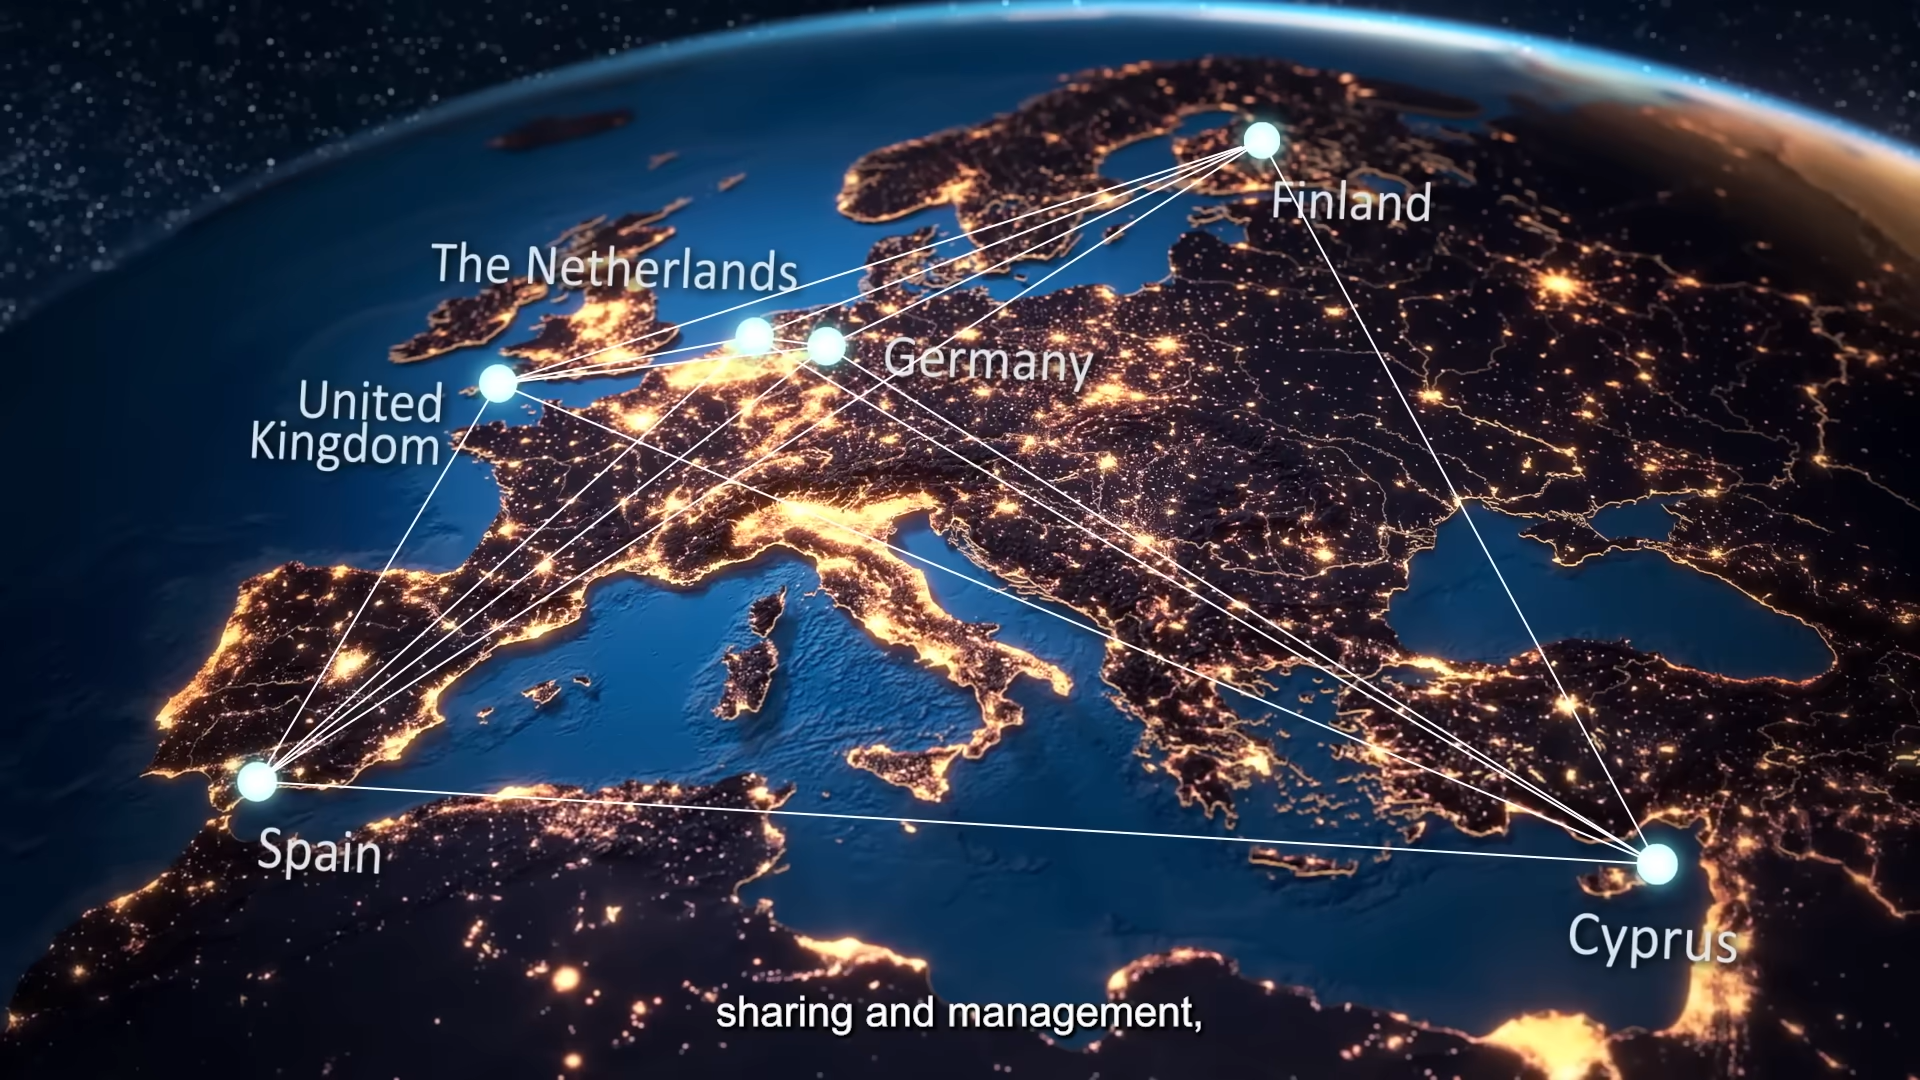 Finland
The Netherlands
Germany
United
Kingdom
Spain
Cyprus
sharing and management,